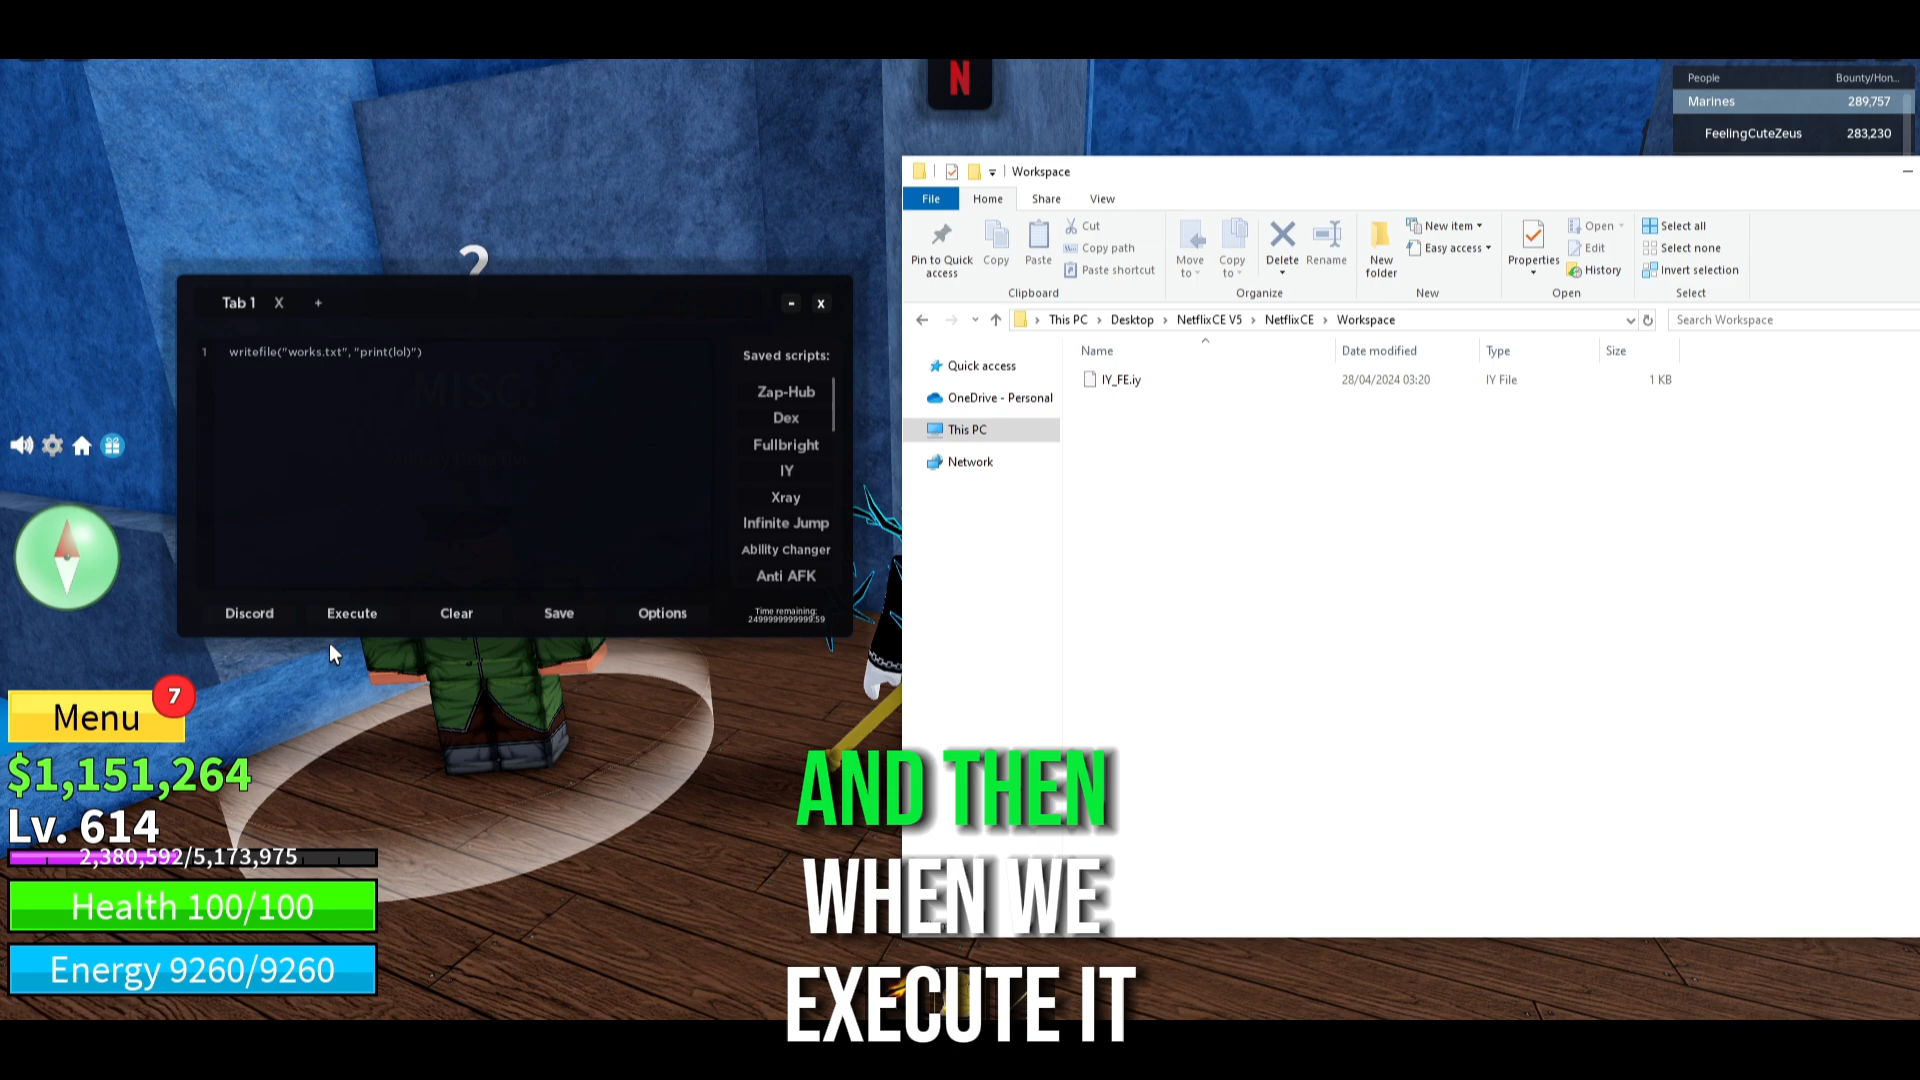 N
People Bounty/Hon...
Marines 289,757
FeelingCuteZeus 283,230
Workspace
File Home Share View
Pin to Quick access
Copy
Paste
Cut
Copy path
Paste shortcut
Clipboard
Move to
Copy to
Delete
Rename
Organize
New folder
New item
Easy access
New
Properties
Open
Edit
History
Open
Select all
Select none
Invert selection
Select
This PC > Desktop > NetflixCE V5 > NetflixCE > Workspace
Search Workspace
Name Date modified Type Size
IY_FE.iy 28/04/2024 03:20 IY File 1 KB
Quick access
OneDrive - Personal
This PC
Network
?
Tab 1 X + - x
1 writefile("works.txt", "print(lol)")
MISC.
Saved scripts:
Zap-Hub
Dex
Fullbright
IY
Xray
Infinite Jump
Ability changer
Anti AFK
Discord Execute Clear Save Options
Time remaining:
2499999999999:59
Menu 7
$1,151,264
Lv. 614
2,380,592/5,173,975
Health 100/100
Energy 9260/9260
AND THEN
WHEN WE
EXECUTE IT